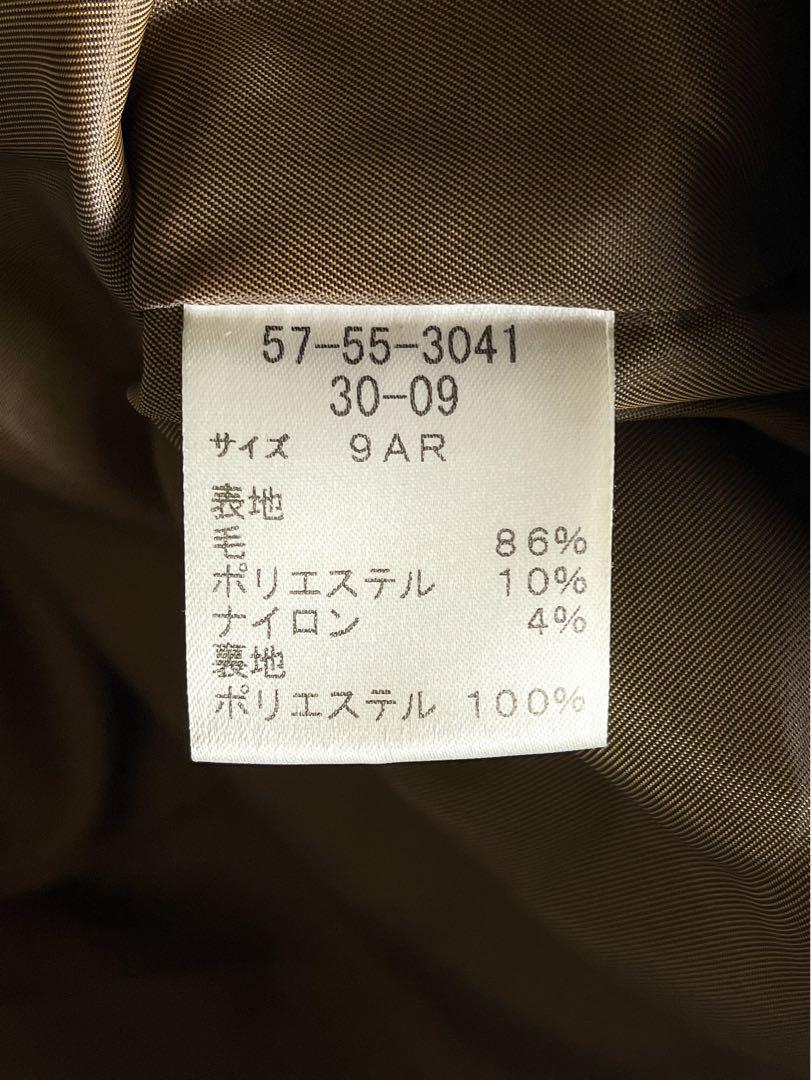 57-55-3041
30-09
サイズ 9AR
表地
毛 86%
ポリエステル 10%
ナイロン 4%
裏地
ポリエステル 100%